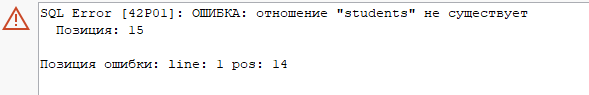 SQL Error [42P01]: ОШИБКА: отношение "students" не существует
Позиция: 15
Позиция ошибки: line: 1 pos: 14